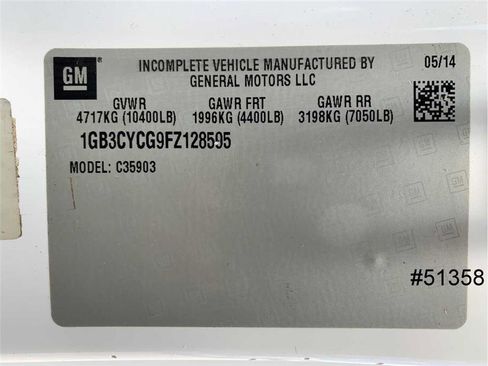 GM® INCOMPLETE VEHICLE MANUFACTURED BY 05/14
GENERAL MOTORS LLC
GVWR GAWR FRT GAWR RR
4717KG (10400LB) 1996KG (4400LB) 3198KG (7050LB)
1GB3CYCG9FZ128595
MODEL: C35903
#51358